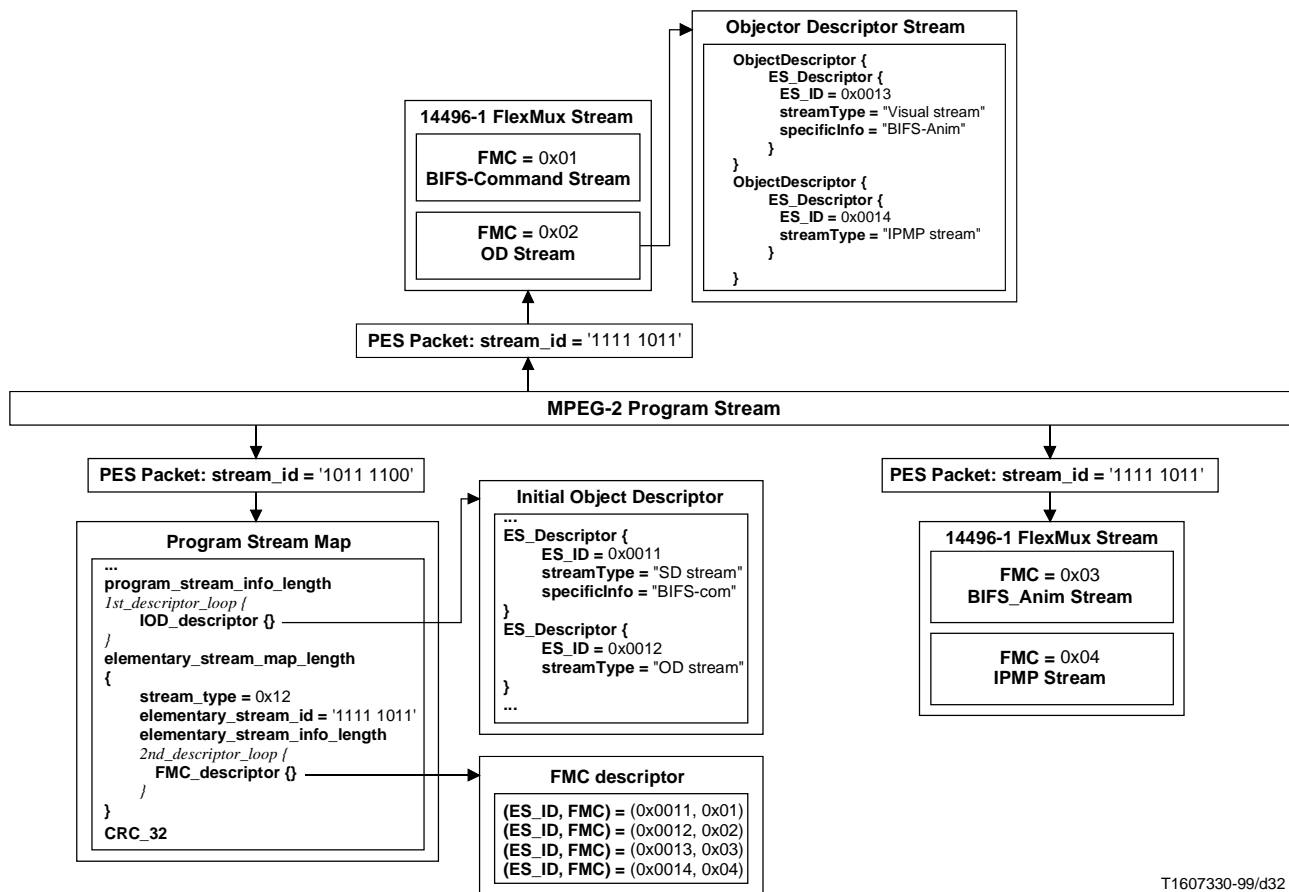 Objector Descriptor Stream
ObjectDescriptor {
ES_Descriptor {
ES_ID = 0x0013
streamType = "Visual stream"
specificInfo = "BIFS-Anim"
}
}
ObjectDescriptor {
ES_Descriptor {
ES_ID = 0x0014
streamType = "IPMP stream"
}
}
14496-1 FlexMux Stream
FMC = 0x01
BIFS-Command Stream
FMC = 0x02
OD Stream
PES Packet: stream_id = '1111 1011'
MPEG-2 Program Stream
PES Packet: stream_id = '1011 1100'
Program Stream Map
...
program_stream_info_length
1st_descriptor_loop {
IOD_descriptor {}
}
elementary_stream_map_length
{
stream_type = 0x12
elementary_stream_id = '1111 1011'
elementary_stream_info_length
2nd_descriptor_loop {
FMC_descriptor {}
}
}
CRC_32
Initial Object Descriptor
...
ES_Descriptor {
ES_ID = 0x0011
streamType = "SD stream"
specificInfo = "BIFS-com"
}
ES_Descriptor {
ES_ID = 0x0012
streamType = "OD stream"
}
...
FMC descriptor
(ES_ID, FMC) = (0x0011, 0x01)
(ES_ID, FMC) = (0x0012, 0x02)
(ES_ID, FMC) = (0x0013, 0x03)
(ES_ID, FMC) = (0x0014, 0x04)
PES Packet: stream_id = '1111 1011'
14496-1 FlexMux Stream
FMC = 0x03
BIFS_Anim Stream
FMC = 0x04
IPMP Stream
T1607330-99/d32